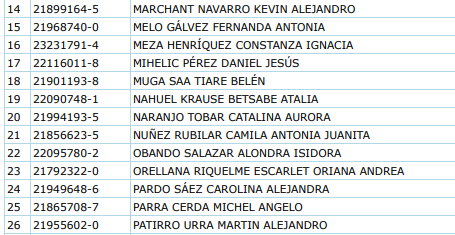 14 21899164-5 MARCHANT NAVARRO KEVIN ALEJANDRO
15 21968740-0 MELO GÁLVEZ FERNANDA ANTONIA
16 23231791-4 MEZA HENRÍQUEZ CONSTANZA IGNACIA
17 22116011-8 MIHELIC PÉREZ DANIEL JESÚS
18 21901193-8 MUGA SAA TIARE BELÉN
19 22090748-1 NAHUEL KRAUSE BETSABE ATALIA
20 21994193-5 NARANJO TOBAR CATALINA AURORA
21 21856623-5 NUÑEZ RUBILAR CAMILA ANTONIA JUANITA
22 22095780-2 OBANDO SALAZAR ALONDRA ISIDORA
23 21792322-0 ORELLANA RIQUELME ESCARLET ORIANA ANDREA
24 21949648-6 PARDO SÁEZ CAROLINA ALEJANDRA
25 21865708-7 PARRA CERDA MICHEL ANGELO
26 21955602-0 PATIRRO URRA MARTIN ALEJANDRO